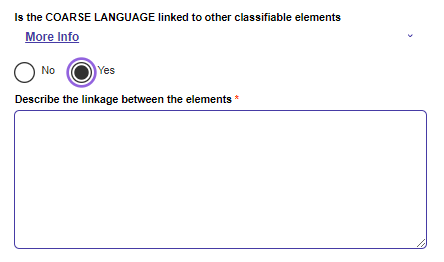 Is the COARSE LANGUAGE linked to other classifiable elements
More Info
No Yes
Describe the linkage between the elements *